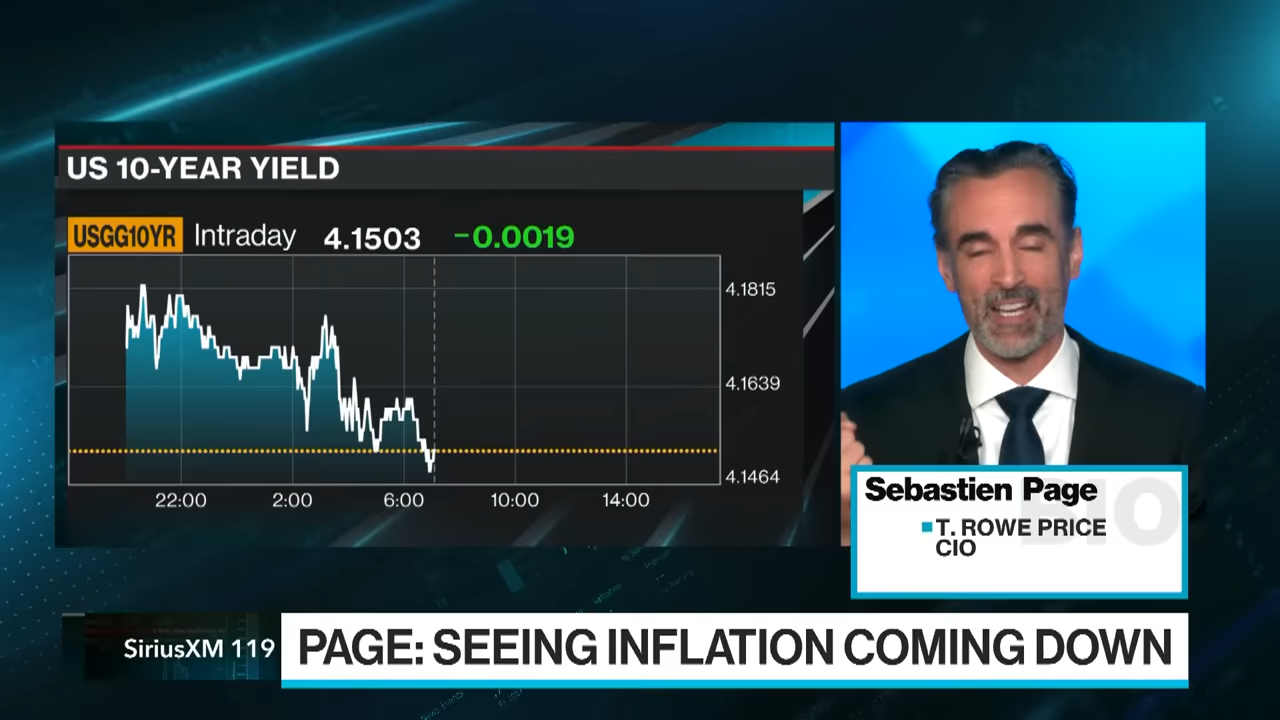 US 10-YEAR YIELD
USGG10YR Intraday 4.1503 -0.0019
4.1815
4.1639
4.1464
22:00 2:00 6:00 10:00 14:00
Sebastien Page
BIO
T. ROWE PRICE
CIO
SiriusXM 119
PAGE: SEEING INFLATION COMING DOWN